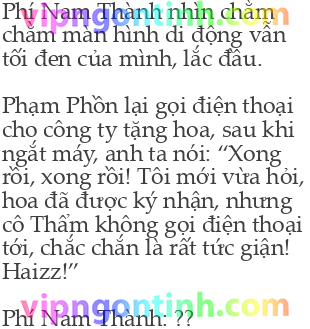 Phí Nam Thành nhìn chằm
vipngontinh.com
chằm màn hình di động vẫn
tối đen của mình, lắc đầu.
Phạm Phồn lại gọi điện thoại
cho công ty tặng hoa, sau khi
ngắt máy, anh ta nói: “Xong
rồi, xong rồi! Tôi mới vừa hỏi,
hoa đã được ký nhận, nhưng
cô Thẩm không gọi điện thoại
tới, chắc chắn là rất tức giận!
Haizz!”
vipngontinh.com
Phí Nam Thành: ??